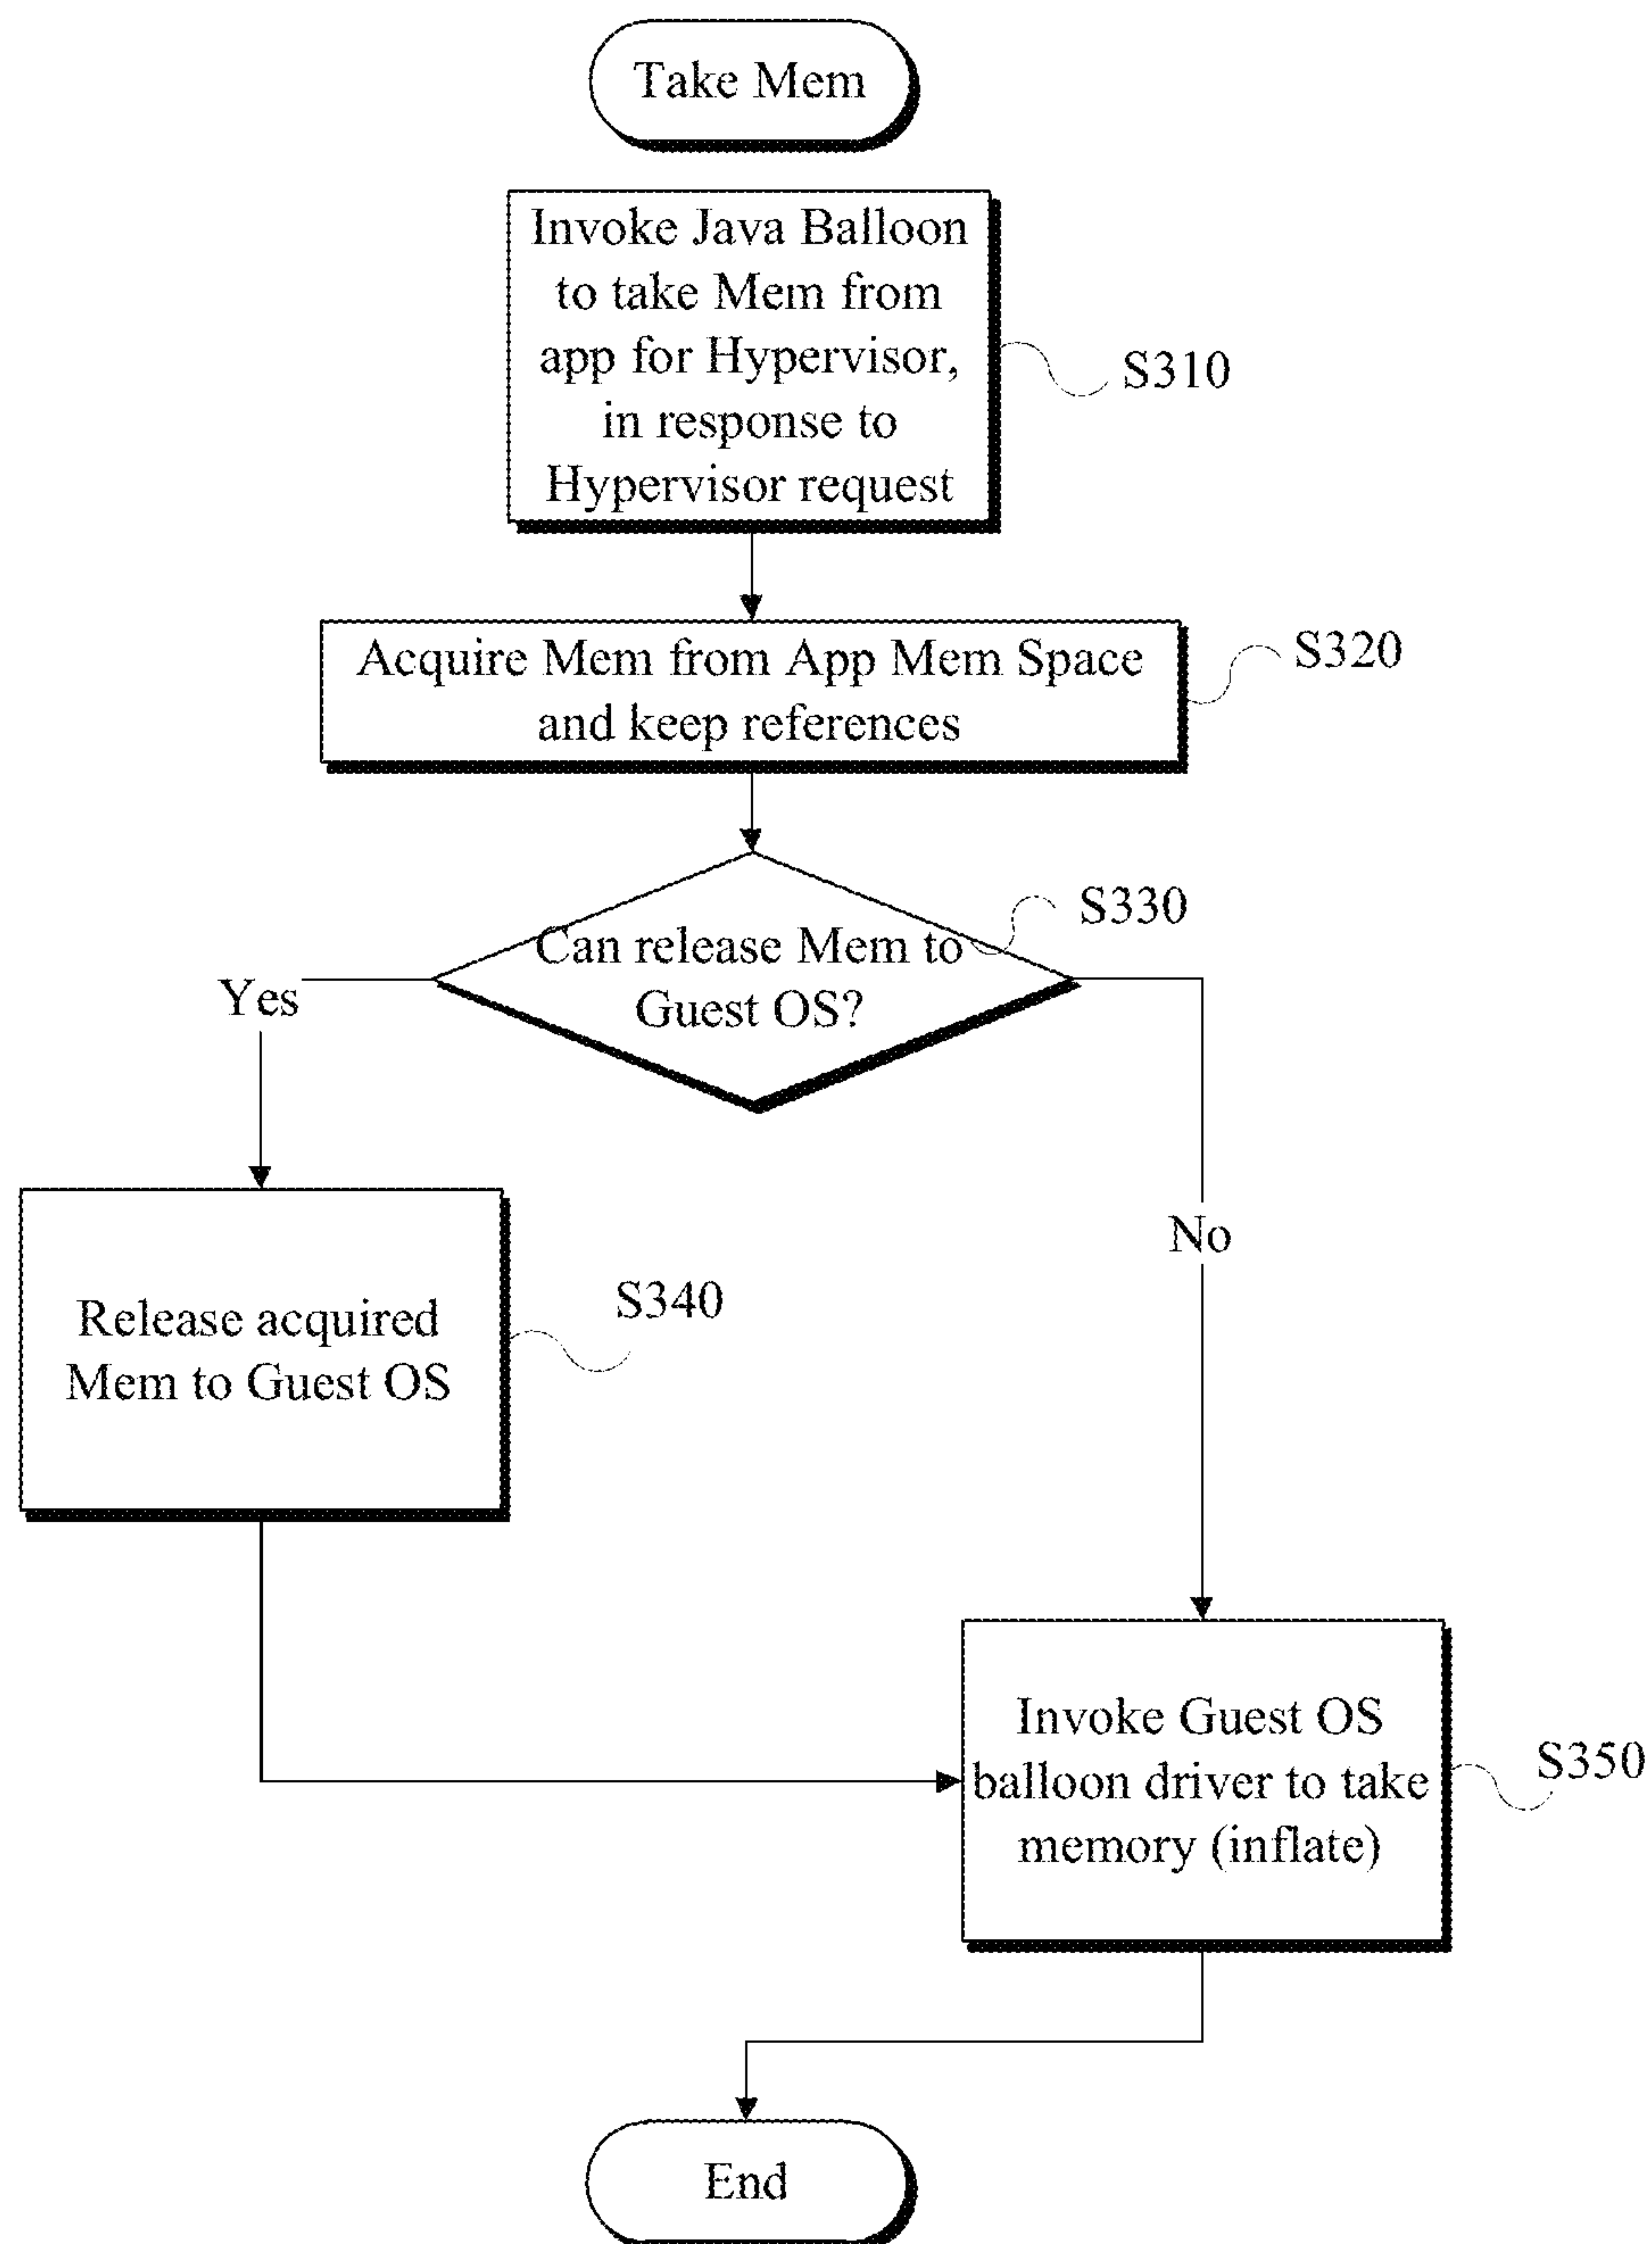 Take Mem
Invoke Java Balloon
to take Mem from
app for Hypervisor,
in response to
Hypervisor request
S310
Acquire Mem from App Mem Space
and keep references
S320
Can release Mem to
Guest OS?
S330
Yes
No
Release acquired
Mem to Guest OS
S340
Invoke Guest OS
balloon driver to take
memory (inflate)
S350
End